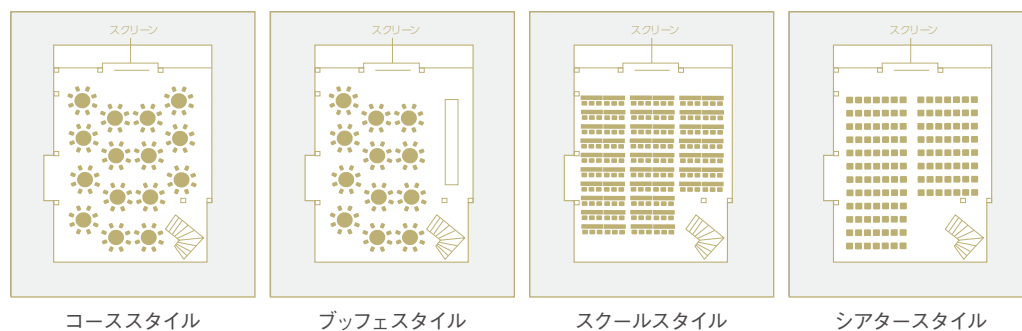 スクリーン
スクリーン
スクリーン
スクリーン
コーススタイル
ブッフェスタイル
スクールスタイル
シアタースタイル